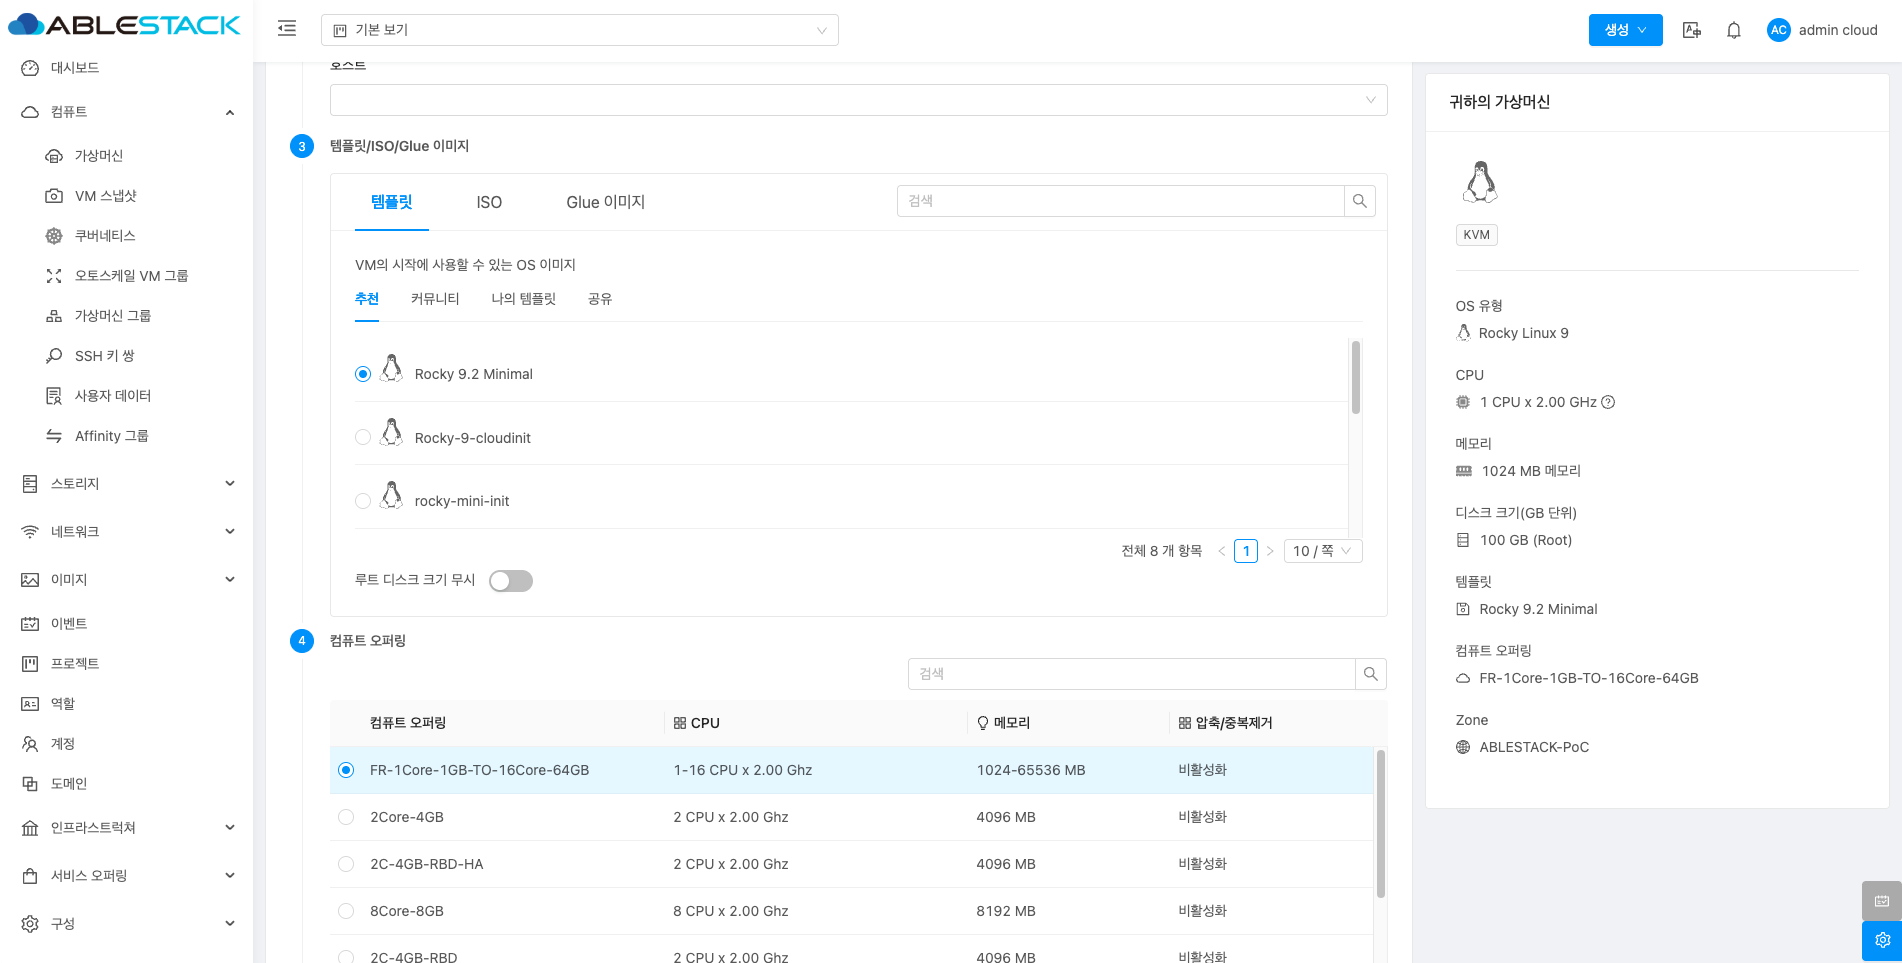 ABLESTACK
기본 보기
생성
AC admin cloud
대시보드
컴퓨트
가상머신
VM 스냅샷
쿠버네티스
오토스케일 VM 그룹
가상머신 그룹
SSH 키 쌍
사용자 데이터
Affinity 그룹
스토리지
네트워크
이미지
이벤트
프로젝트
역할
계정
도메인
인프라스트럭쳐
서비스 오퍼링
구성
호스트
3 템플릿/ISO/Glue 이미지
템플릿 ISO Glue 이미지 검색
VM의 시작에 사용할 수 있는 OS 이미지
추천 커뮤니티 나의 템플릿 공유
Rocky 9.2 Minimal
Rocky-9-cloudinit
rocky-mini-init
전체 8 개 항목 1 10 / 쪽
루트 디스크 크기 무시
4 컴퓨트 오퍼링
검색
컴퓨트 오퍼링 CPU 메모리 압축/중복제거
FR-1Core-1GB-TO-16Core-64GB 1-16 CPU x 2.00 Ghz 1024-65536 MB 비활성화
2Core-4GB 2 CPU x 2.00 Ghz 4096 MB 비활성화
2C-4GB-RBD-HA 2 CPU x 2.00 Ghz 4096 MB 비활성화
8Core-8GB 8 CPU x 2.00 Ghz 8192 MB 비활성화
2C-4GB-RBD 2 CPU x 2.00 Ghz 4096 MB 비활성화
귀하의 가상머신
KVM
OS 유형
Rocky Linux 9
CPU
1 CPU x 2.00 GHz
메모리
1024 MB 메모리
디스크 크기(GB 단위)
100 GB (Root)
템플릿
Rocky 9.2 Minimal
컴퓨트 오퍼링
FR-1Core-1GB-TO-16Core-64GB
Zone
ABLESTACK-PoC